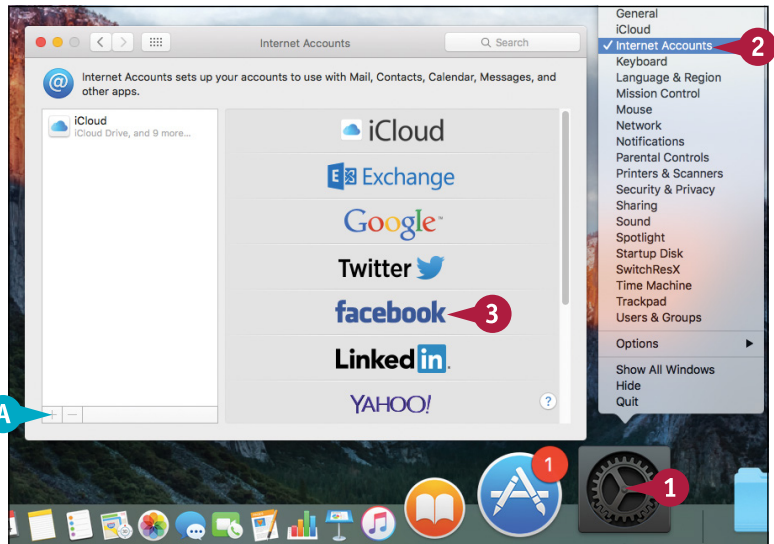 Internet Accounts
Search
Internet Accounts sets up your accounts to use with Mail, Contacts, Calendar, Messages, and
other apps.
iCloud
iCloud Drive, and 9 more...
iCloud
E Exchange
Google™
Twitter
facebook
3
Linked in.
YAHOO!
?
+ −
A
General
iCloud
✓ Internet Accounts
2
Keyboard
Language & Region
Mission Control
Mouse
Network
Notifications
Parental Controls
Printers & Scanners
Security & Privacy
Sharing
Sound
Spotlight
Startup Disk
SwitchResX
Time Machine
Trackpad
Users & Groups
Options
Show All Windows
Hide
Quit
1
1